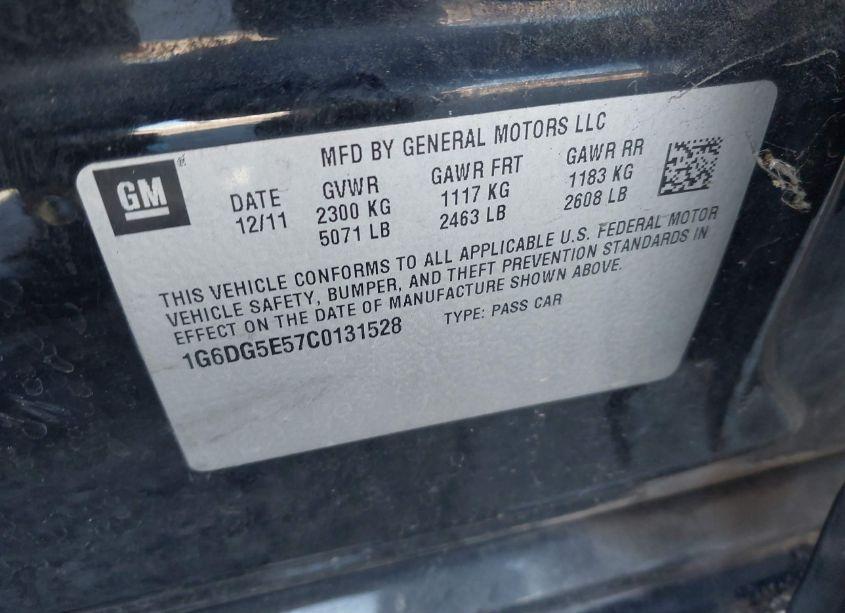 MFD BY GENERAL MOTORS LLC
GM
DATE GVWR GAWR FRT GAWR RR
12/11 2300 KG 1117 KG 1183 KG
5071 LB 2463 LB 2608 LB
THIS VEHICLE CONFORMS TO ALL APPLICABLE U.S. FEDERAL MOTOR
VEHICLE SAFETY, BUMPER, AND THEFT PREVENTION STANDARDS IN
EFFECT ON THE DATE OF MANUFACTURE SHOWN ABOVE.
1G6DG5E57C0131528 TYPE: PASS CAR